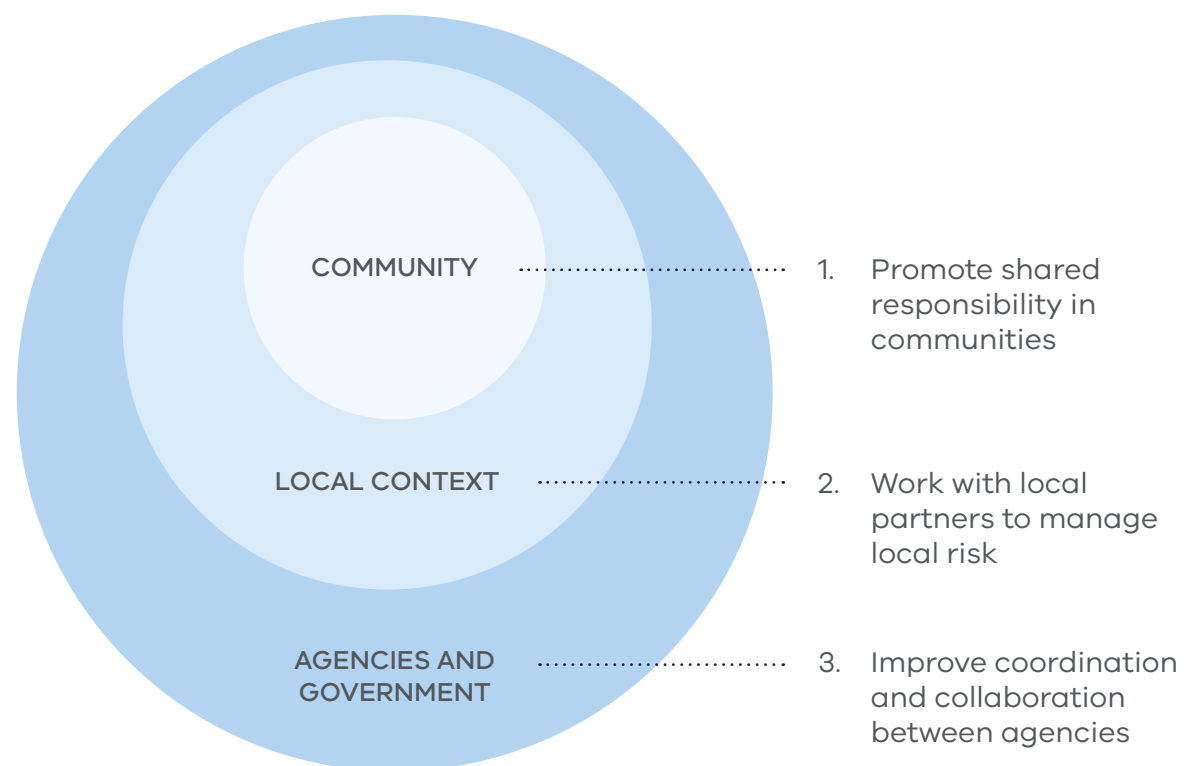 COMMUNITY
1. Promote shared
responsibility in
communities
LOCAL CONTEXT
2. Work with local
partners to manage
local risk
AGENCIES AND
GOVERNMENT
3. Improve coordination
and collaboration
between agencies